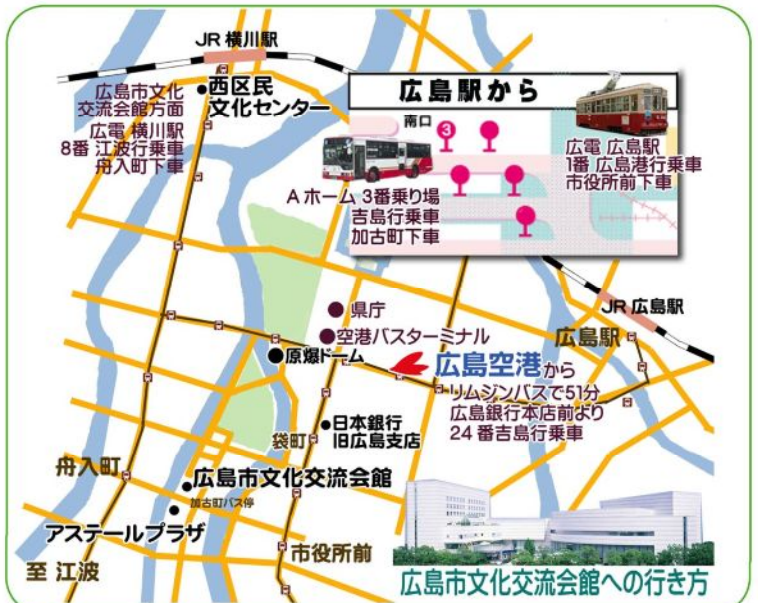 JR 横川駅
広島市文化
交流会館方面
広電 横川駅
8番 江波行乗車
舟入町下車
西区民
文化センター
広島駅から
南口
3
Aホーム 3番乗り場
吉島行乗車
加古町下車
広電 広島駅
1番 広島港行乗車
市役所前下車
JR 広島駅
広島駅
県庁
空港バスターミナル
原爆ドーム
広島空港から
リムジンバスで51分
広島銀行本店前より
24番吉島行乗車
日本銀行
旧広島支店
袋町
舟入町
広島市文化交流会館
加古町バス停
アステールプラザ
市役所前
至 江波
広島市文化交流会館への行き方